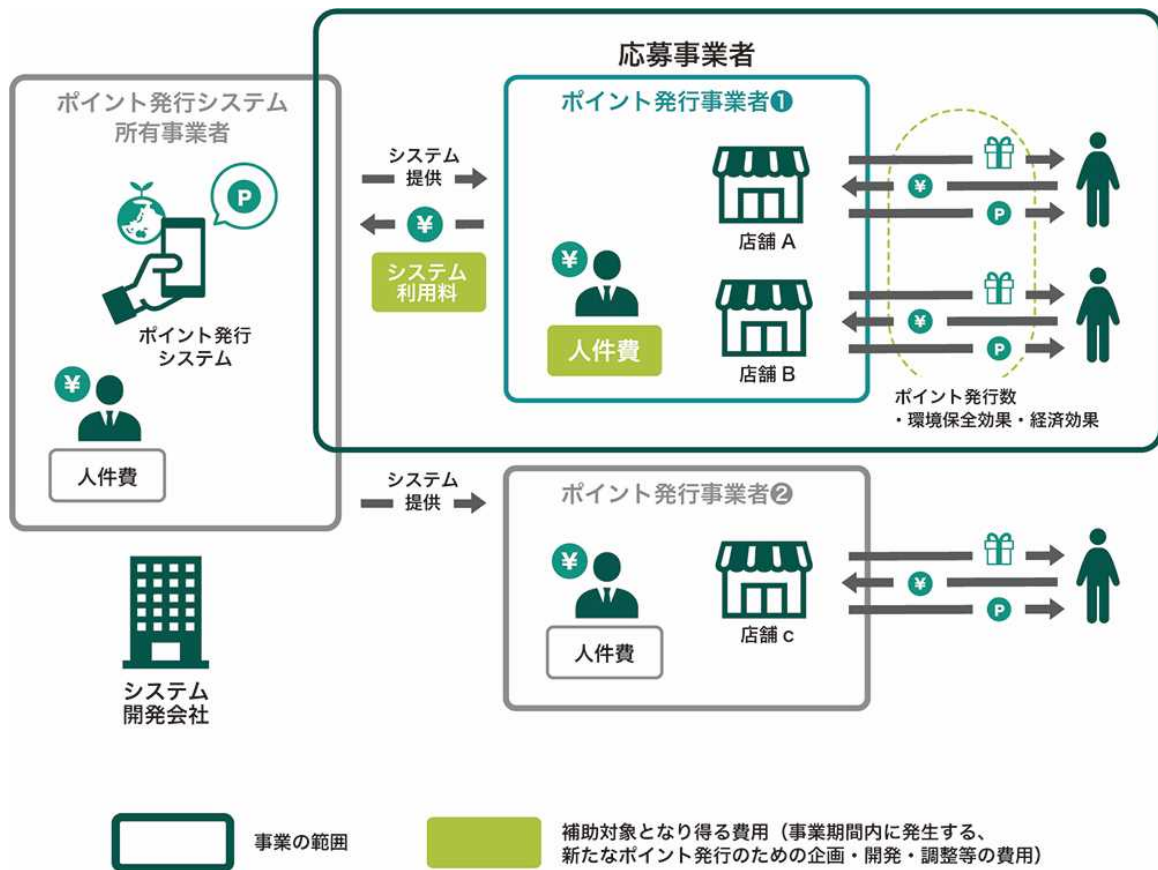 応募事業者
ポイント発行システム
所有事業者
P
ポイント発行
システム
¥
人件費
システム
提供
¥
システム
利用料
ポイント発行事業者❶
¥
人件費
店舗 A
¥
P
店舗 B
¥
P
ポイント発行数
・環境保全効果・経済効果
システム
提供
ポイント発行事業者❷
¥
人件費
店舗 c
¥
P
システム
開発会社
事業の範囲
補助対象となり得る費用（事業期間内に発生する、
新たなポイント発行のための企画・開発・調整等の費用）